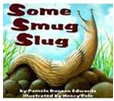 Some
Smug
Slug
by Pamela Duncan Edwards
Illustrated by Henry Cole